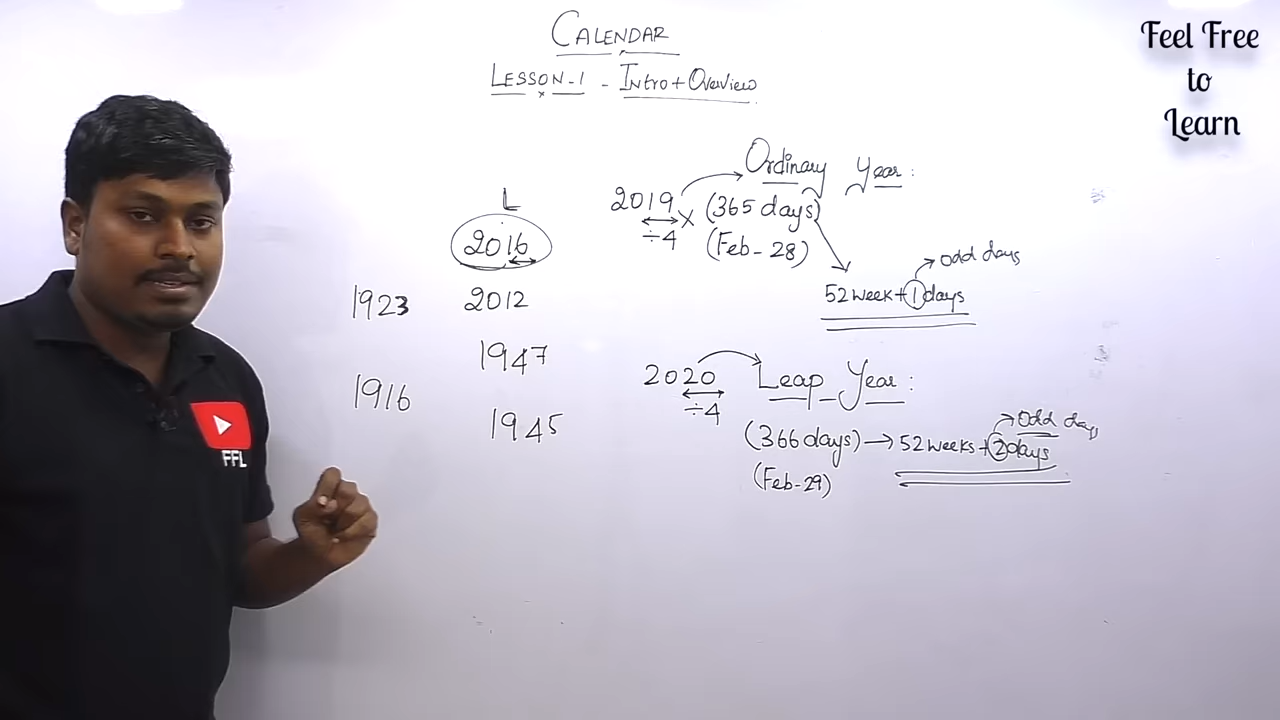 CALENDAR
LESSON-1 - Intro+Overview
Feel Free
to
Learn
Ordinary Year:
2019 (365 days)
÷4
(Feb-28)
odd days
52 week+1 days
L
2016
1923
2012
1947
1916
1945
2020 Leap Year:
÷4
(366 days) → 52 weeks + 2 days
Odd days
(Feb-29)
FFL